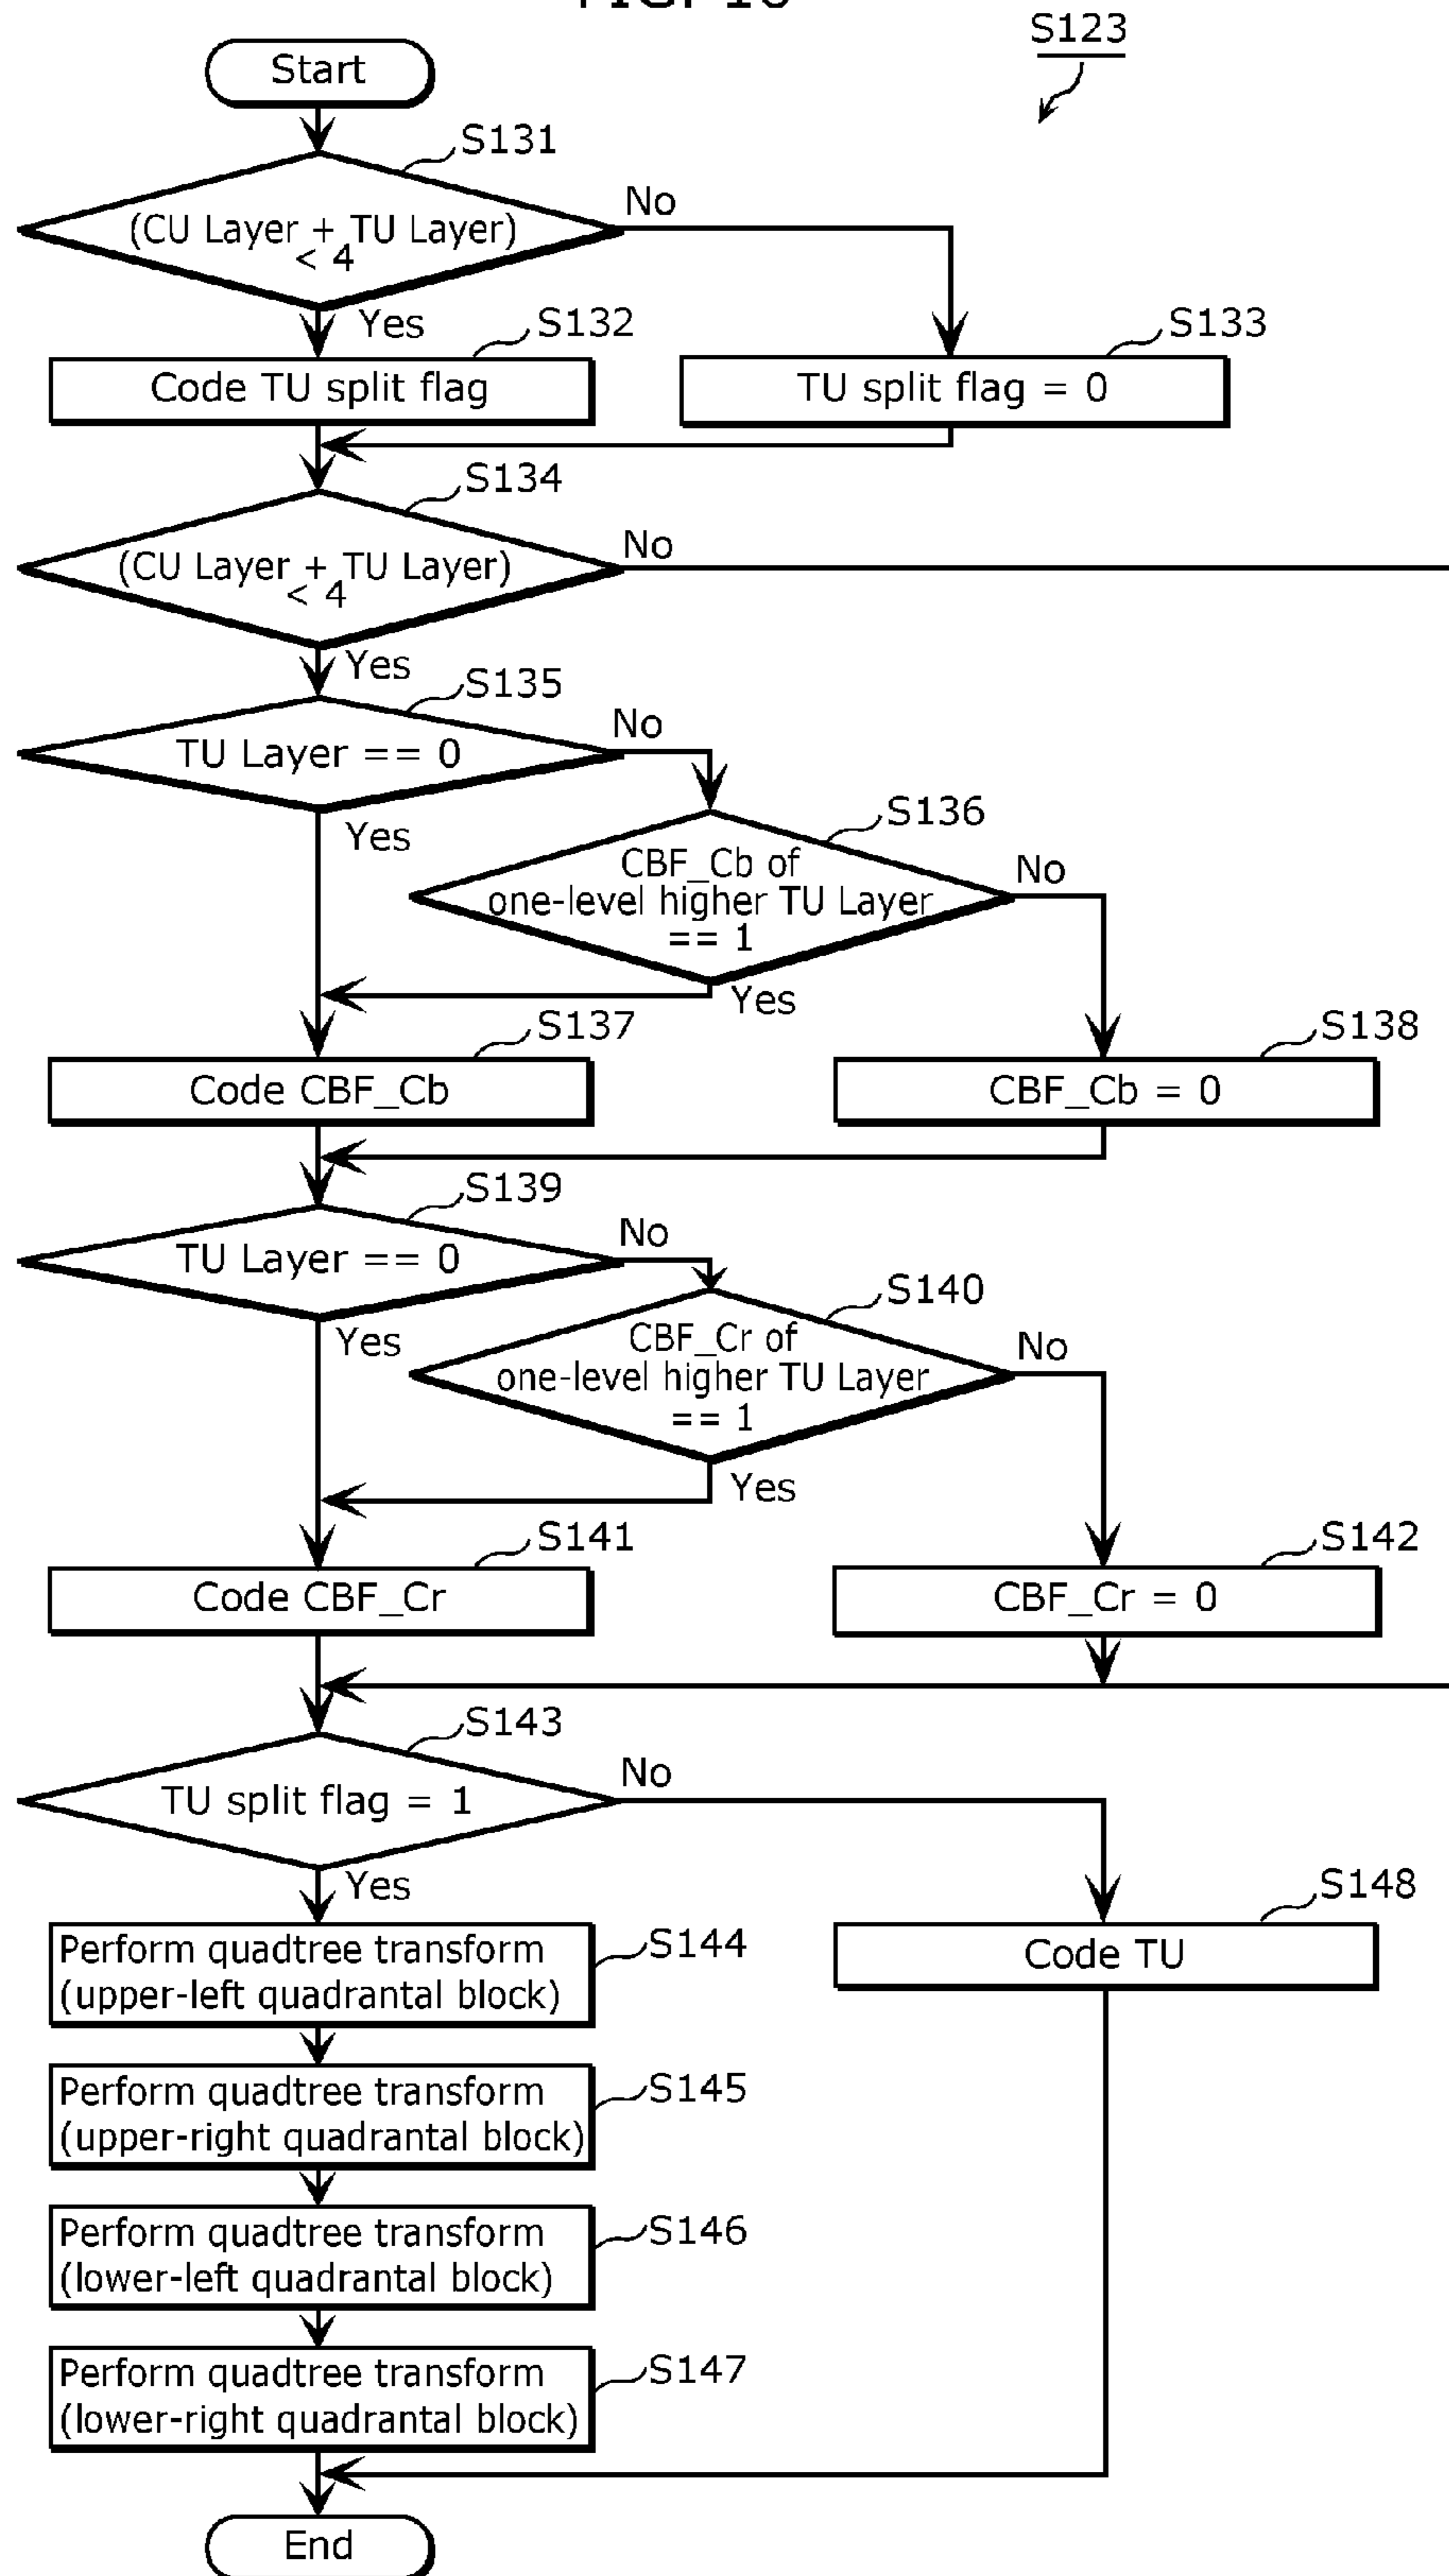 S123
Start
S131
(CU Layer + TU Layer)
< 4
No
Yes
S132
S133
Code TU split flag
TU split flag = 0
S134
(CU Layer + TU Layer)
< 4
No
Yes
S135
TU Layer == 0
No
Yes
S136
CBF_Cb of
one-level higher TU Layer
== 1
No
Yes
S137
S138
Code CBF_Cb
CBF_Cb = 0
S139
TU Layer == 0
No
Yes
S140
CBF_Cr of
one-level higher TU Layer
== 1
No
Yes
S141
S142
Code CBF_Cr
CBF_Cr = 0
S143
TU split flag = 1
No
Yes
S144
S148
Perform quadtree transform
(upper-left quadrantal block)
Code TU
S145
Perform quadtree transform
(upper-right quadrantal block)
S146
Perform quadtree transform
(lower-left quadrantal block)
S147
Perform quadtree transform
(lower-right quadrantal block)
End